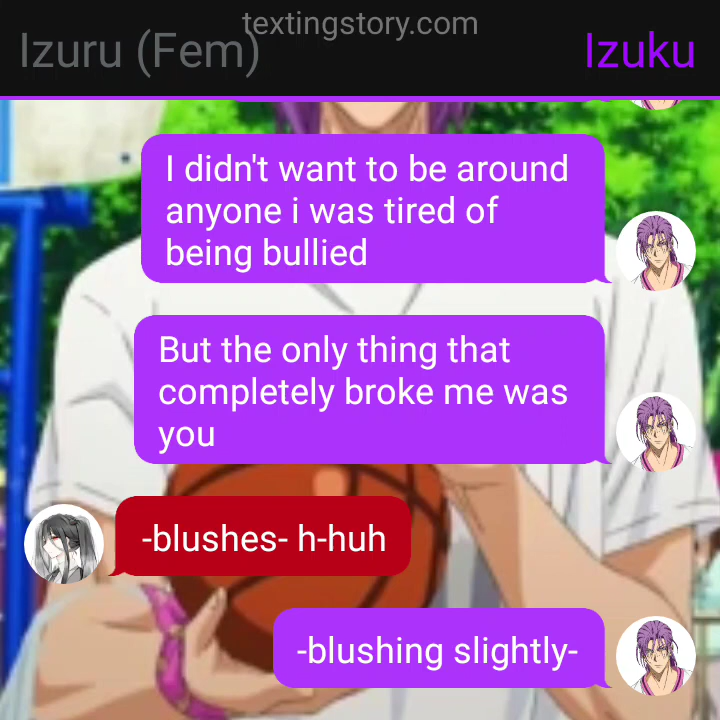 textingstory.com
Izuru (Fem)
Izuku
I didn't want to be around
anyone i was tired of
being bullied
But the only thing that
completely broke me was
you
-blushes- h-huh
-blushing slightly-